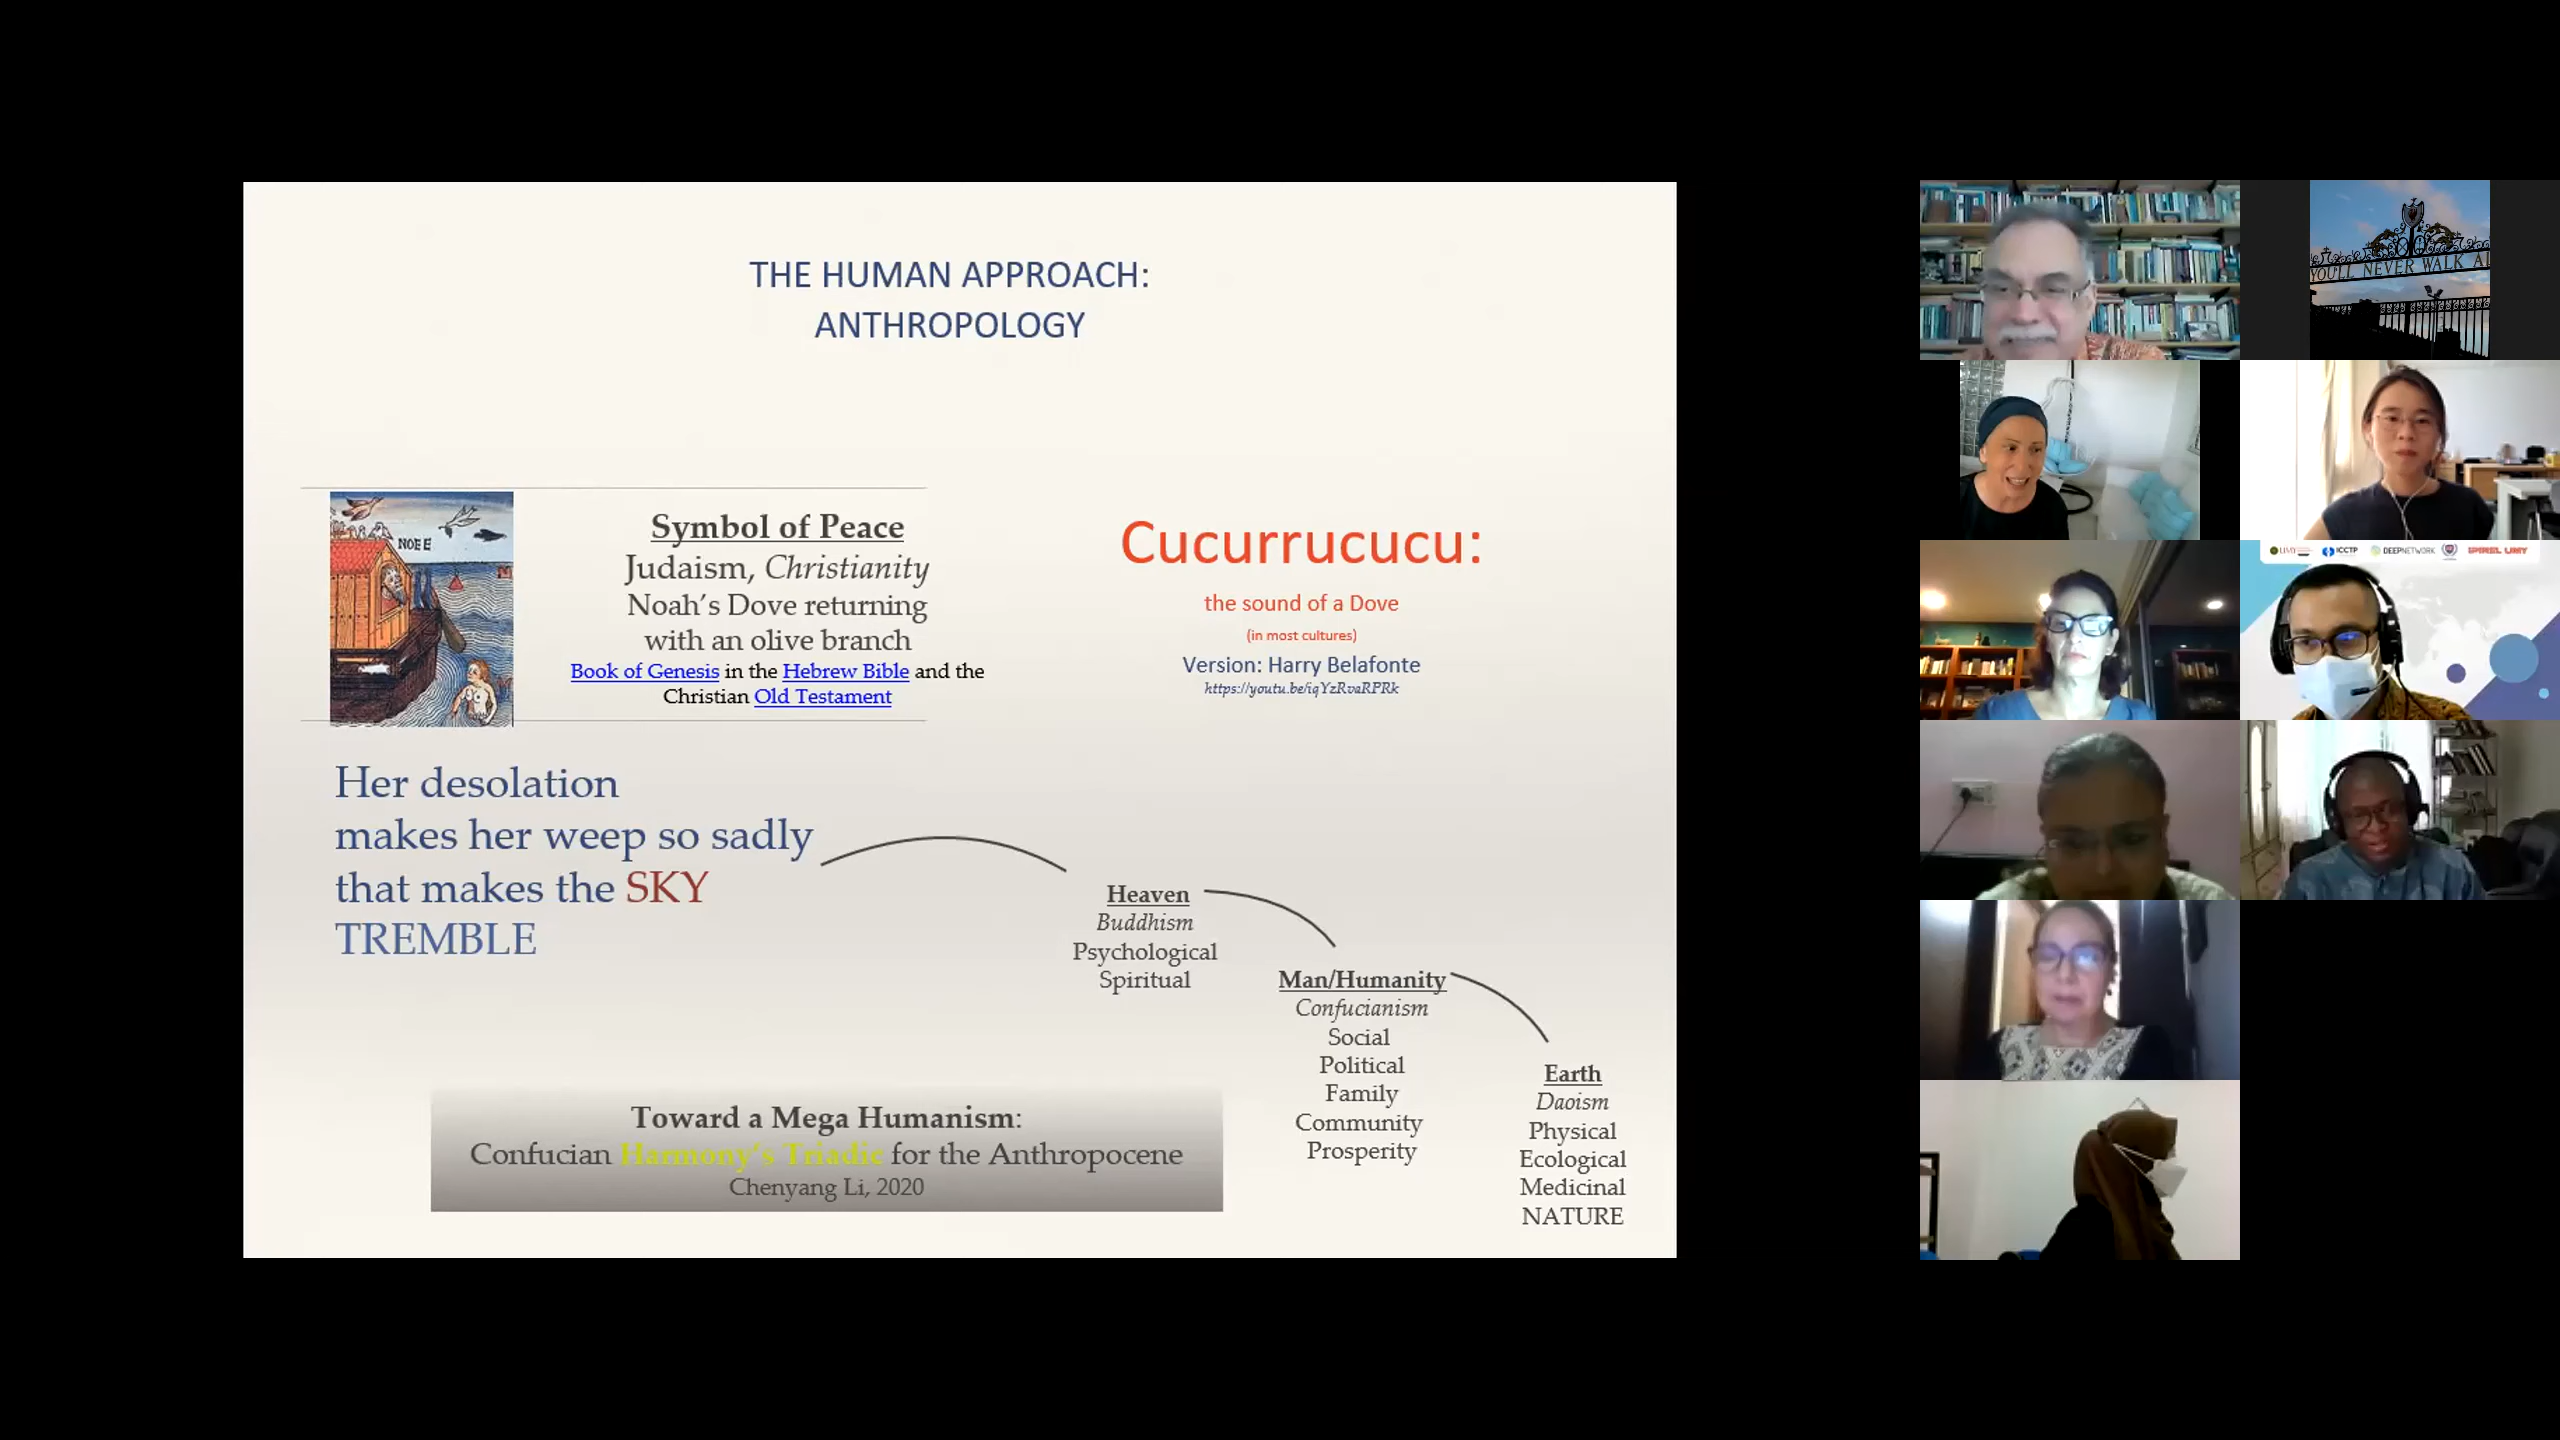 THE HUMAN APPROACH:
ANTHROPOLOGY
NOEE
Symbol of Peace
Judaism, Christianity
Noah's Dove returning
with an olive branch
Book of Genesis in the Hebrew Bible and the
Christian Old Testament
Cucurrucucu:
the sound of a Dove
(in most cultures)
Version: Harry Belafonte
https://youtu.be/iqYzRvaRPRk
Her desolation
makes her weep so sadly
that makes the SKY
TREMBLE
Heaven
Buddhism
Psychological
Spiritual
Man/Humanity
Confucianism
Social
Political
Family
Community
Prosperity
Earth
Daoism
Physical
Ecological
Medicinal
NATURE
Toward a Mega Humanism:
Confucian Harmony's Triadic for the Anthropocene
Chenyang Li, 2020
YOU'LL NEVER WALK
UMY
ICCTP
DEEPNETWORK